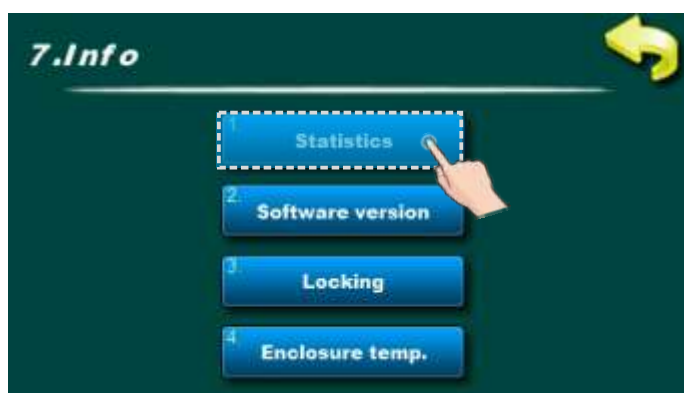 7.Info
1.
Statistics
2.
Software version
3.
Locking
4
Enclosure temp.